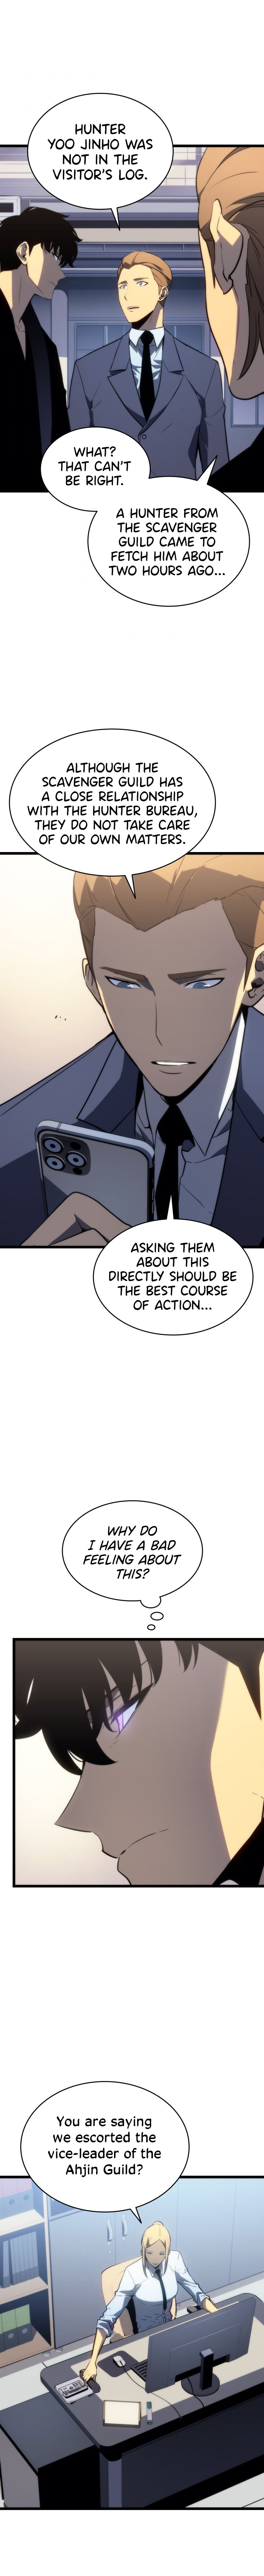 HUNTER
YOO JINHO WAS
NOT IN THE
VISITOR'S LOG.
WHAT?
THAT CAN'T
BE RIGHT.
A HUNTER FROM
THE SCAVENGER
GUILD CAME TO
FETCH HIM ABOUT
TWO HOURS AGO...
ALTHOUGH THE
SCAVENGER GUILD HAS
A CLOSE RELATIONSHIP
WITH THE HUNTER BUREAU,
THEY DO NOT TAKE CARE
OF OUR OWN MATTERS.
ASKING THEM
ABOUT THIS
DIRECTLY SHOULD BE
THE BEST COURSE
OF ACTION...
WHY DO
I HAVE A BAD
FEELING ABOUT
THIS?
You are saying
we escorted the
vice-leader of the
Ahjin Guild?